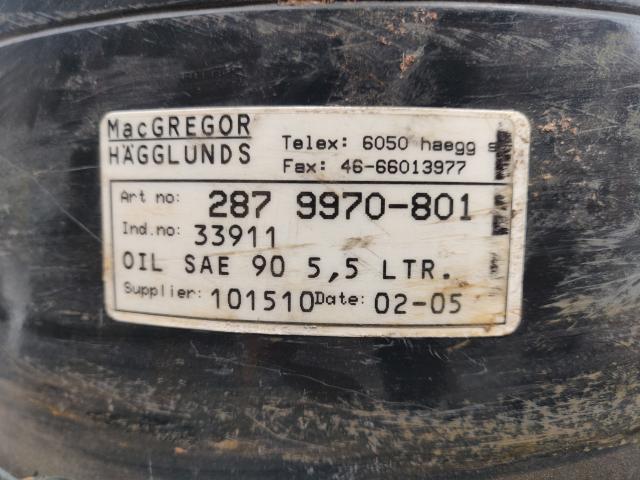 MacGREGOR
HÄGGLUNDS
Telex: 6050 haegg s
Fax: 46-66013977
Art no: 287 9970-801
Ind.no: 33911
OIL SAE 90 5,5 LTR.
Supplier: 101510 Date: 02-05